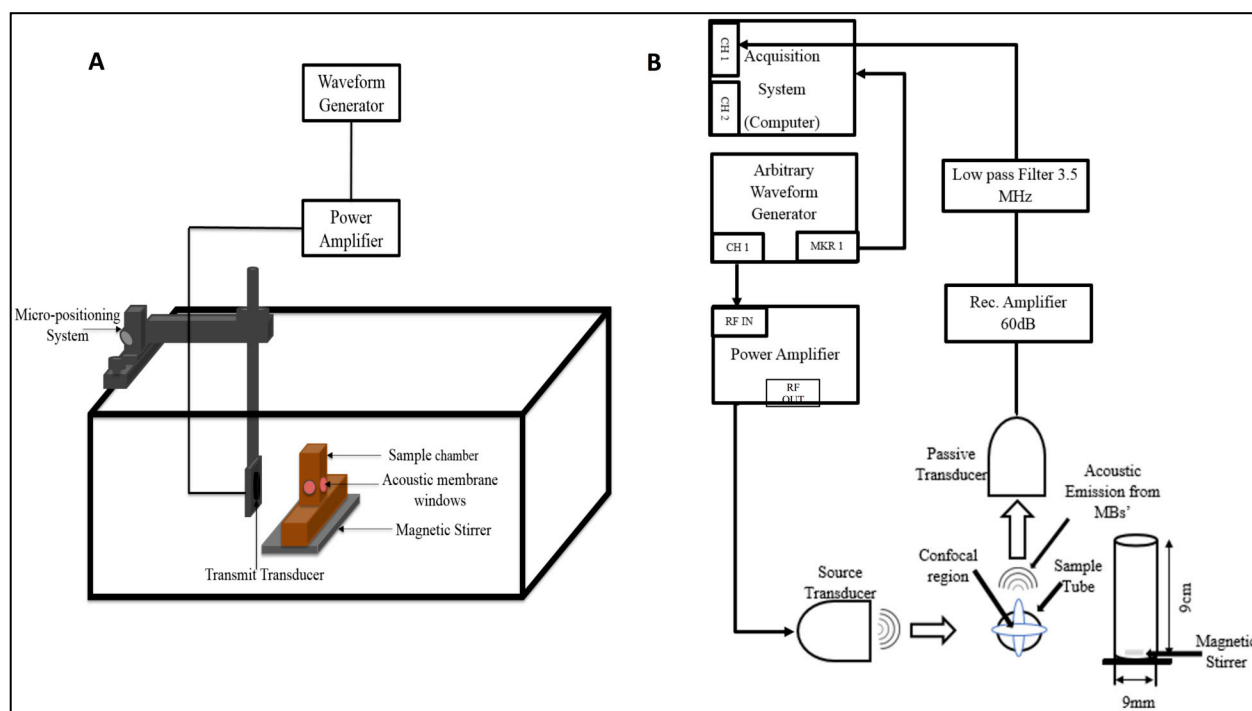 A
Waveform
Generator
Power
Amplifier
Micro-positioning
System
Sample chamber
Acoustic membrane
windows
Magnetic Stirrer
Transmit Transducer
B
CH 1
CH 2
Acquisition
System
(Computer)
Arbitrary
Waveform
Generator
CH 1
MKR 1
RF IN
Power Amplifier
RF
OUT
Low pass Filter 3.5
MHz
Rec. Amplifier
60dB
Passive
Transducer
Acoustic
Emission from
MBs’
Confocal
region
Sample
Tube
Source
Transducer
9cm
Magnetic
Stirrer
9mm